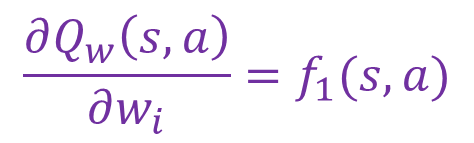 ∂Q_w(s, a) / ∂w_i = f_1(s, a)